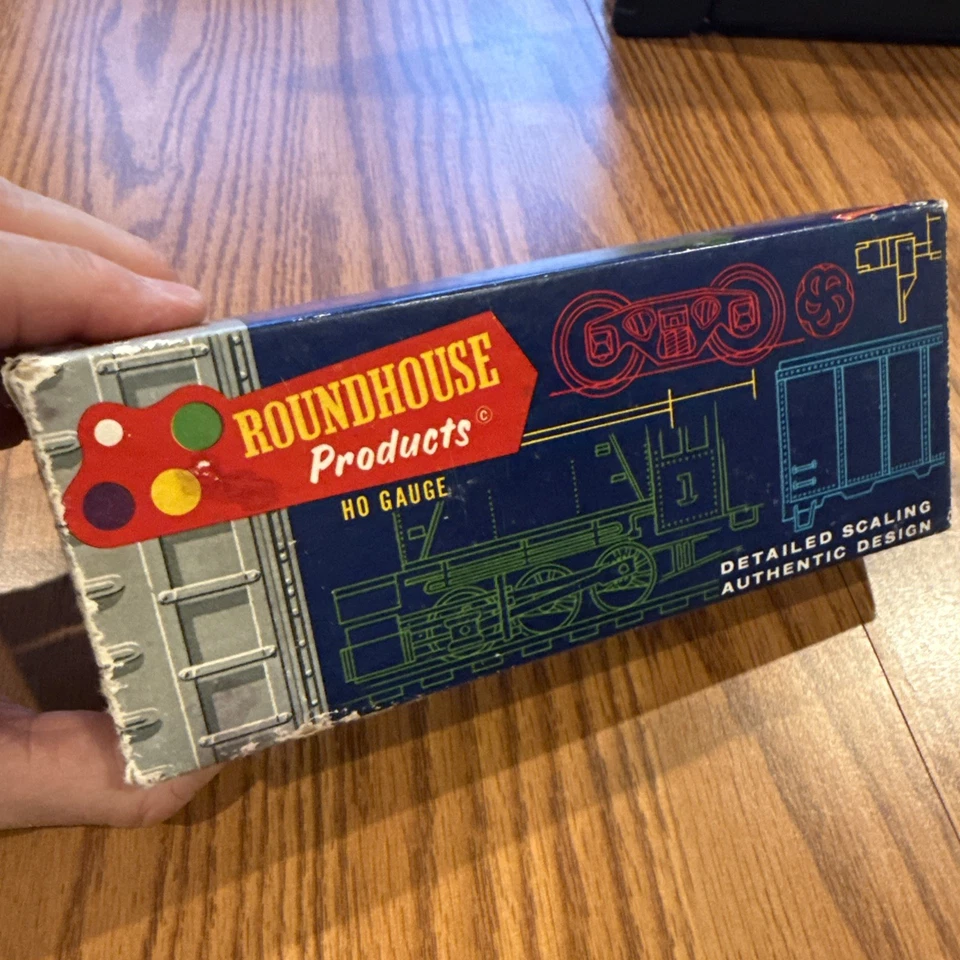 ROUNDHOUSE
Products ©
HO GAUGE
1
DETAILED SCALING
AUTHENTIC DESIGN